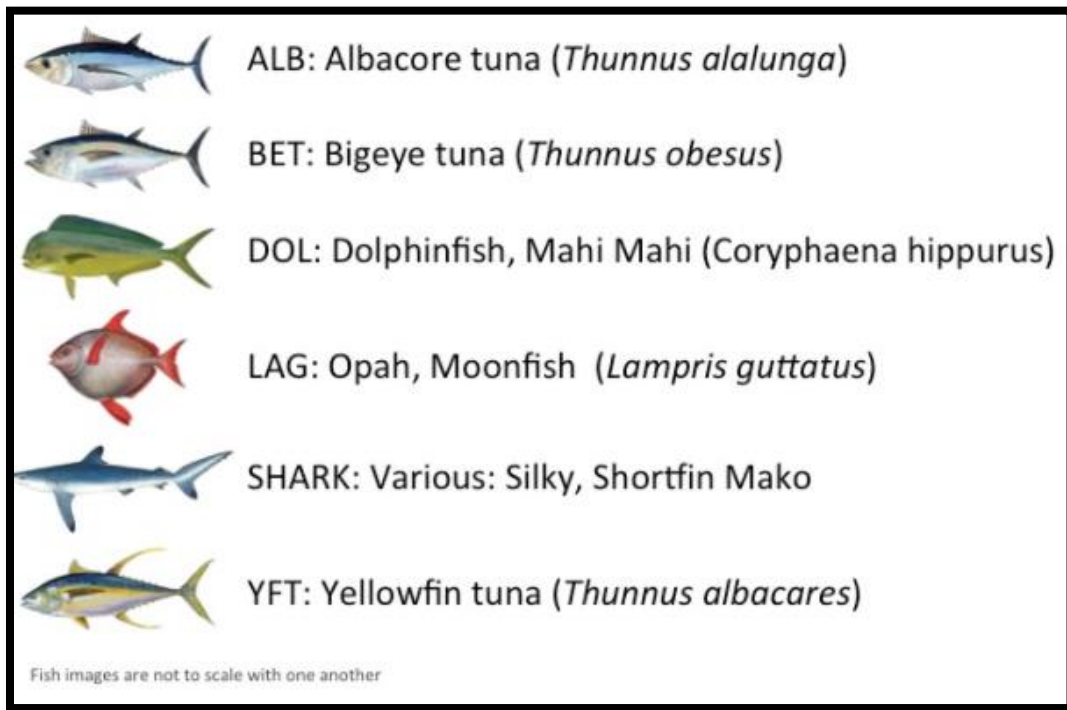 ALB: Albacore tuna (Thunnus alalunga)
BET: Bigeye tuna (Thunnus obesus)
DOL: Dolphinfish, Mahi Mahi (Coryphaena hippurus)
LAG: Opah, Moonfish (Lampris guttatus)
SHARK: Various: Silky, Shortfin Mako
YFT: Yellowfin tuna (Thunnus albacares)
Fish images are not to scale with one another